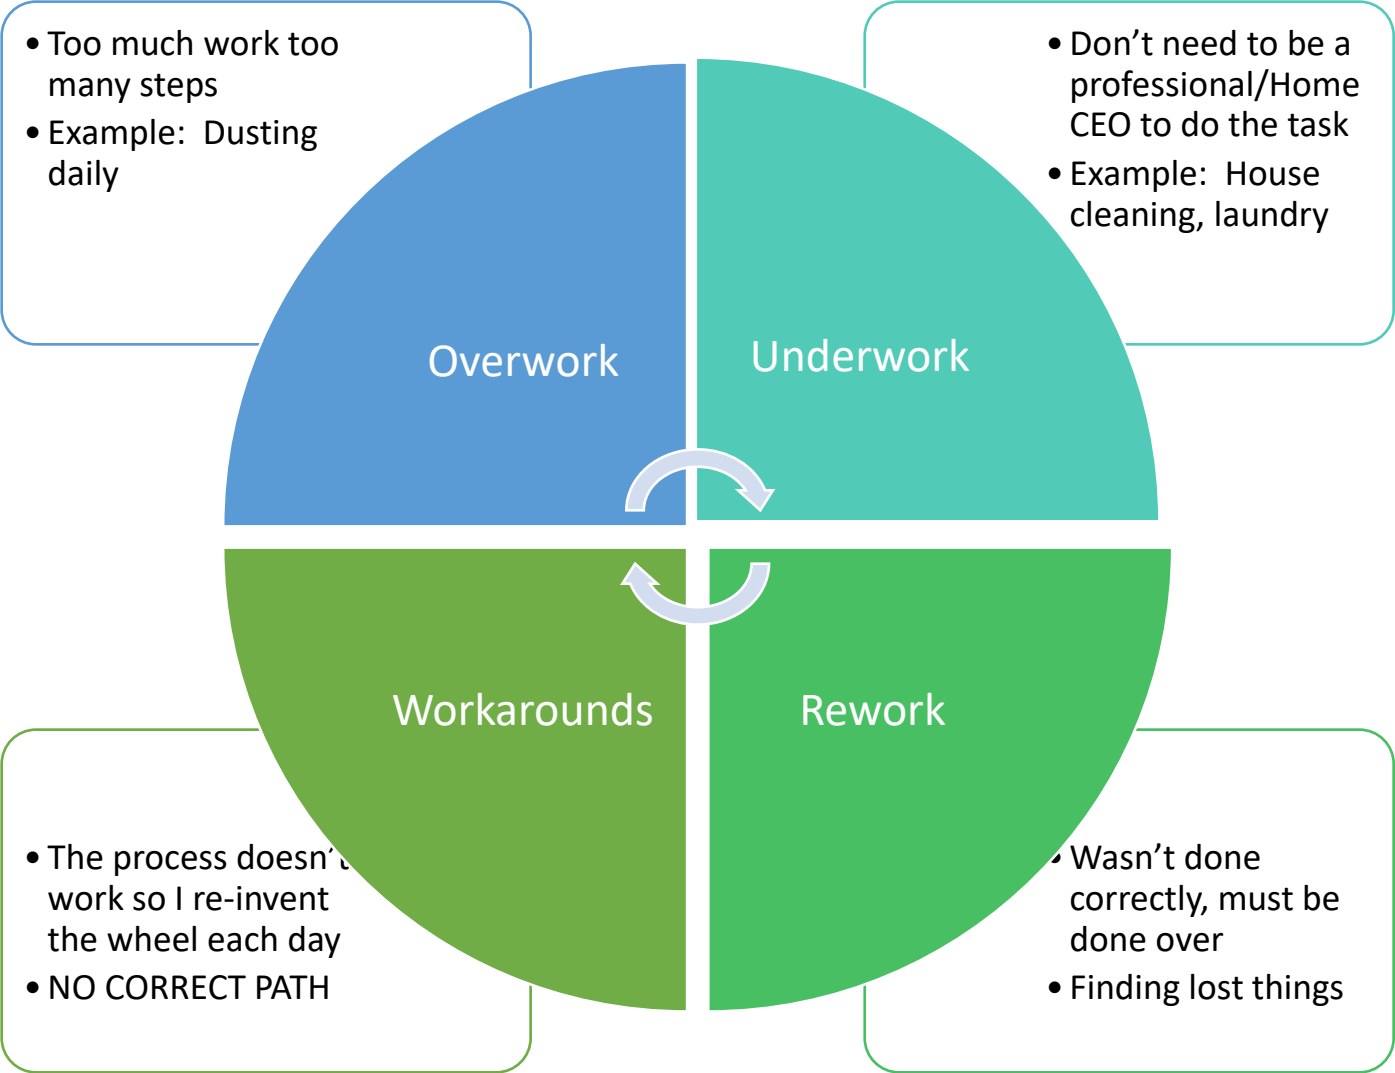 • Too much work too
many steps
• Example:  Dusting
daily
• Don’t need to be a
professional/Home
CEO to do the task
• Example:  House
cleaning, laundry
Overwork
Underwork
Workarounds
Rework
• The process doesn’t
work so I re-invent
the wheel each day
• NO CORRECT PATH
• Wasn’t done
correctly, must be
done over
• Finding lost things